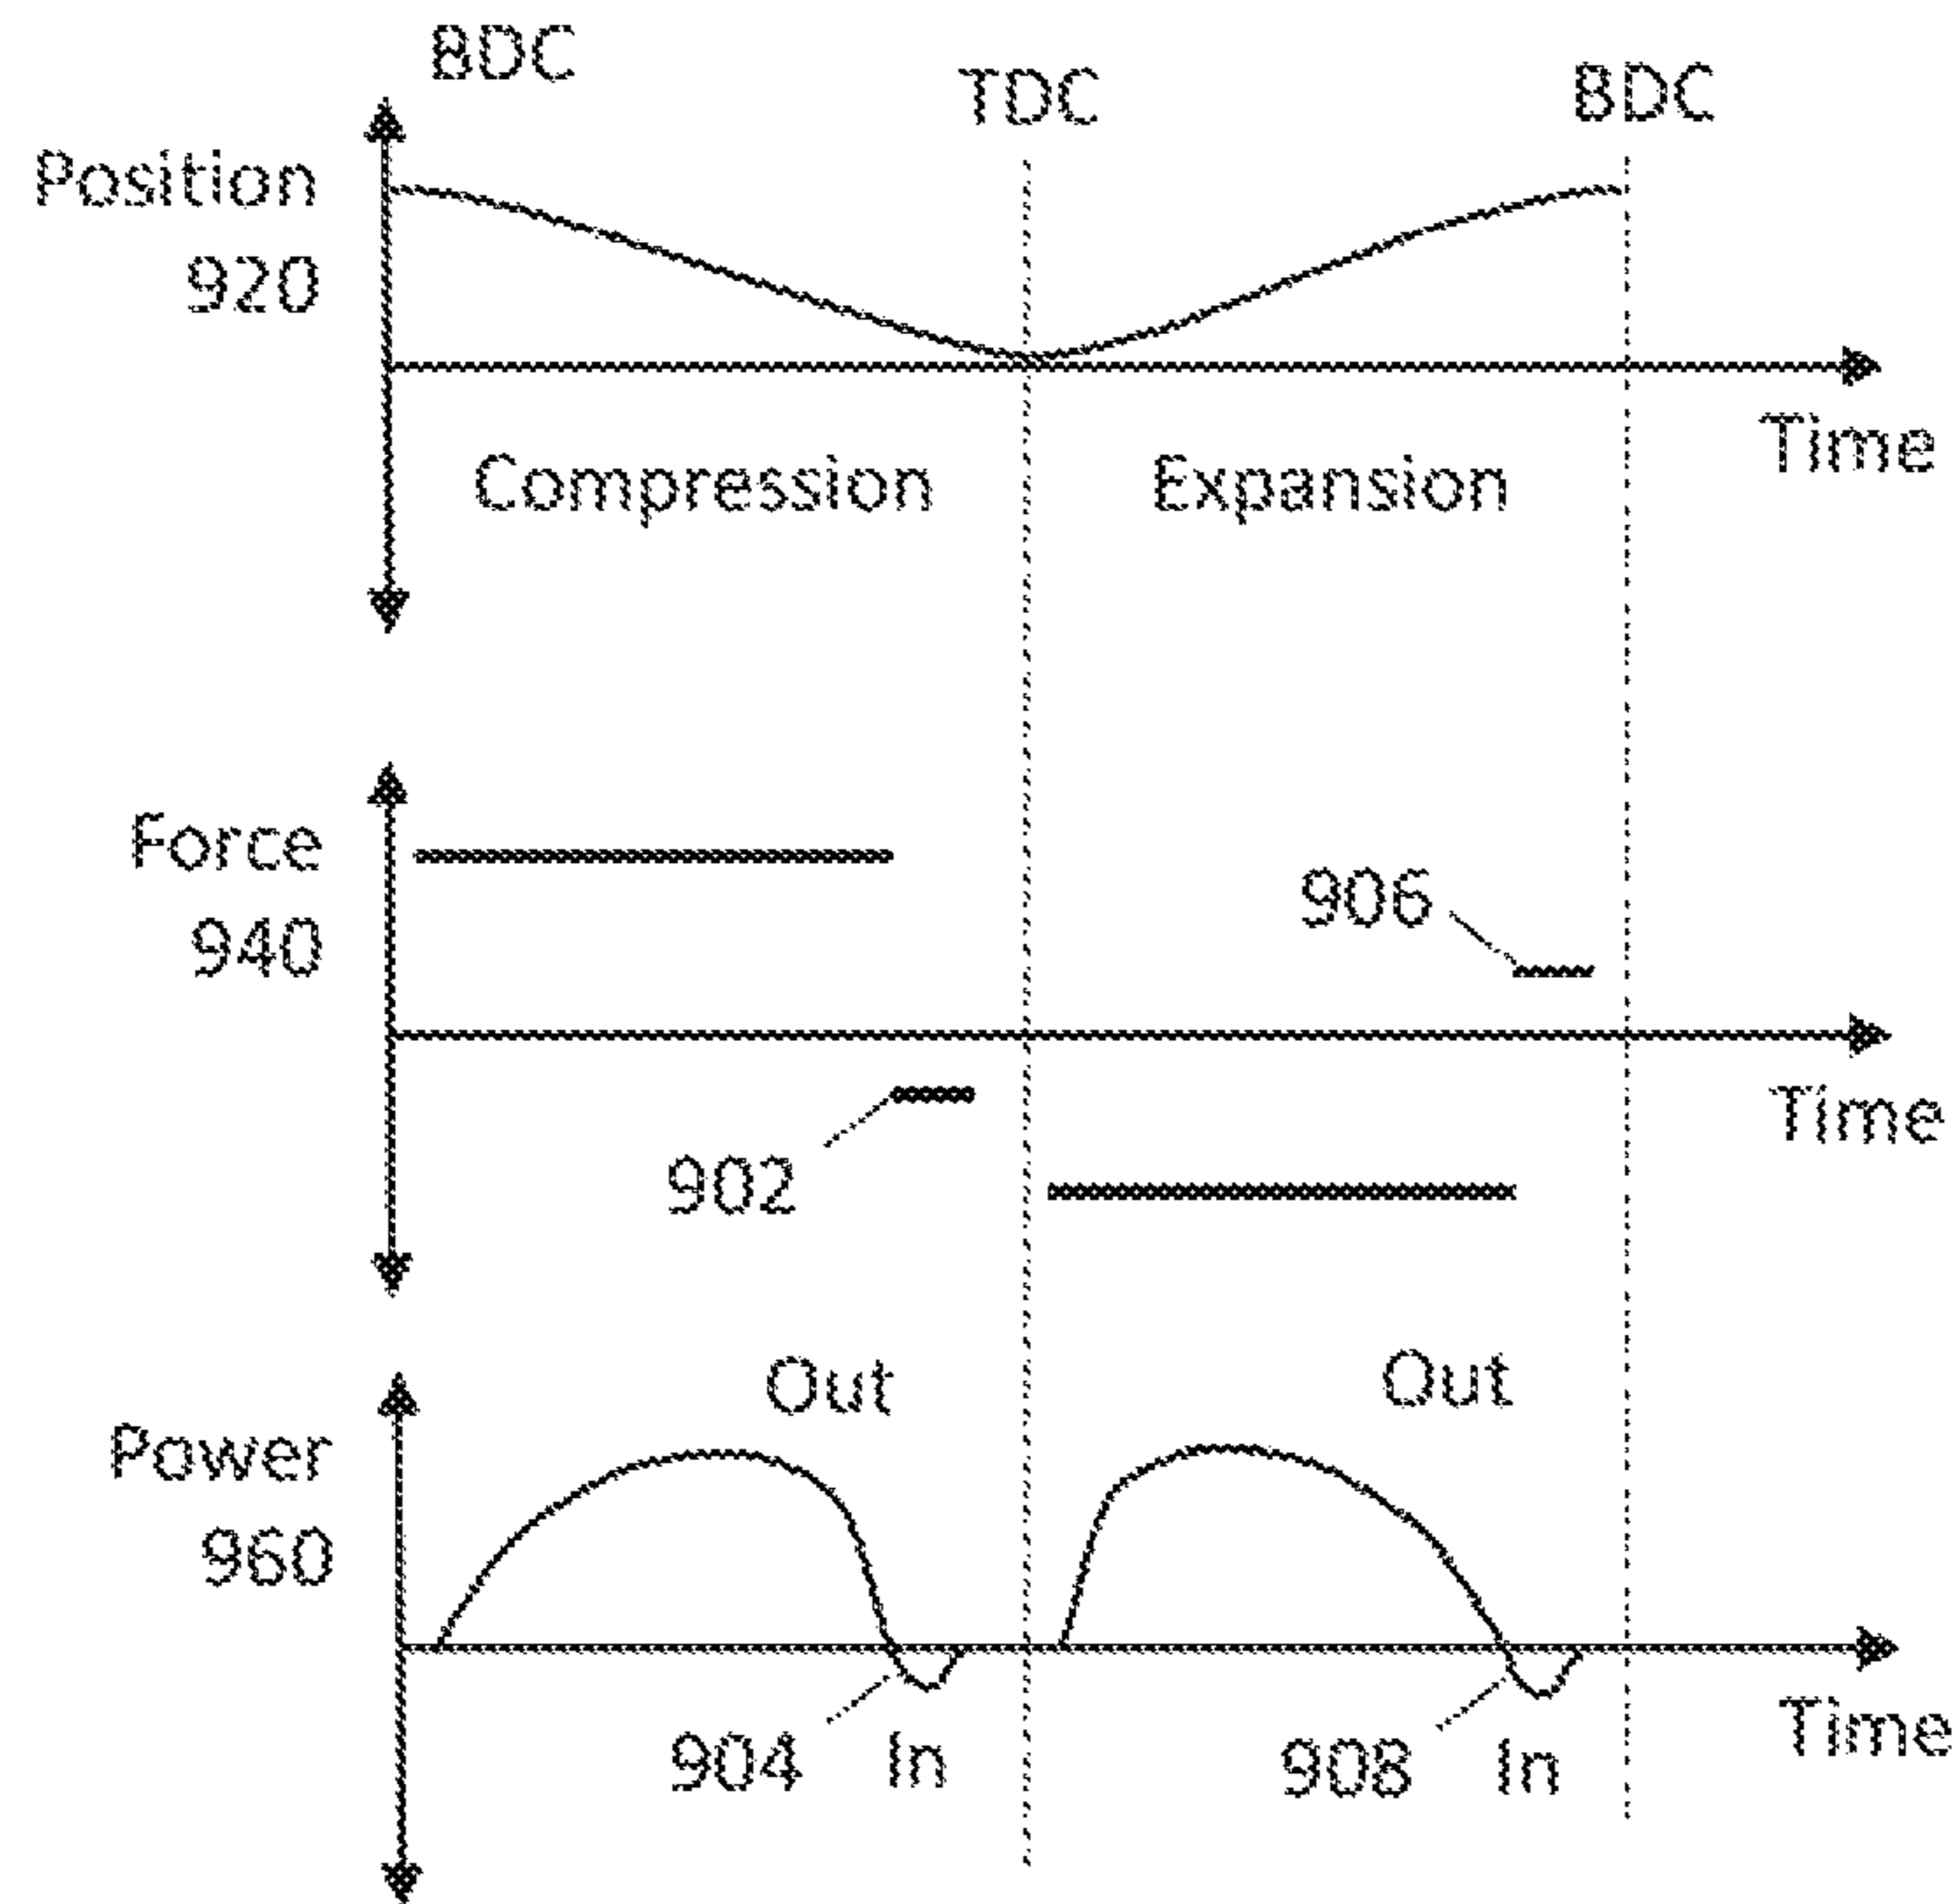 BDC
TDC
BDC
Position
920
Time
Compression
Expansion
Force
940
906
Time
902
Out
Out
Power
960
Time
904
In
908
In